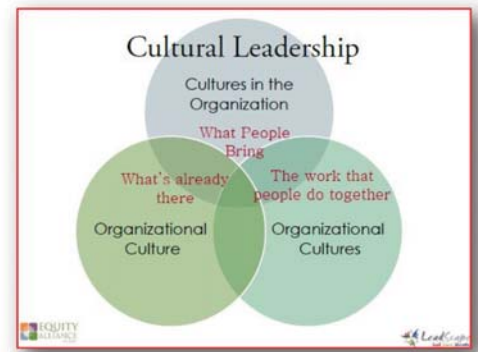 Cultural Leadership
Cultures in the
Organization
What People
Bring
What's already
there
The work that
people do together
Organizational
Culture
Organizational
Cultures
EQUITY
ALLIANCE
LeadScape